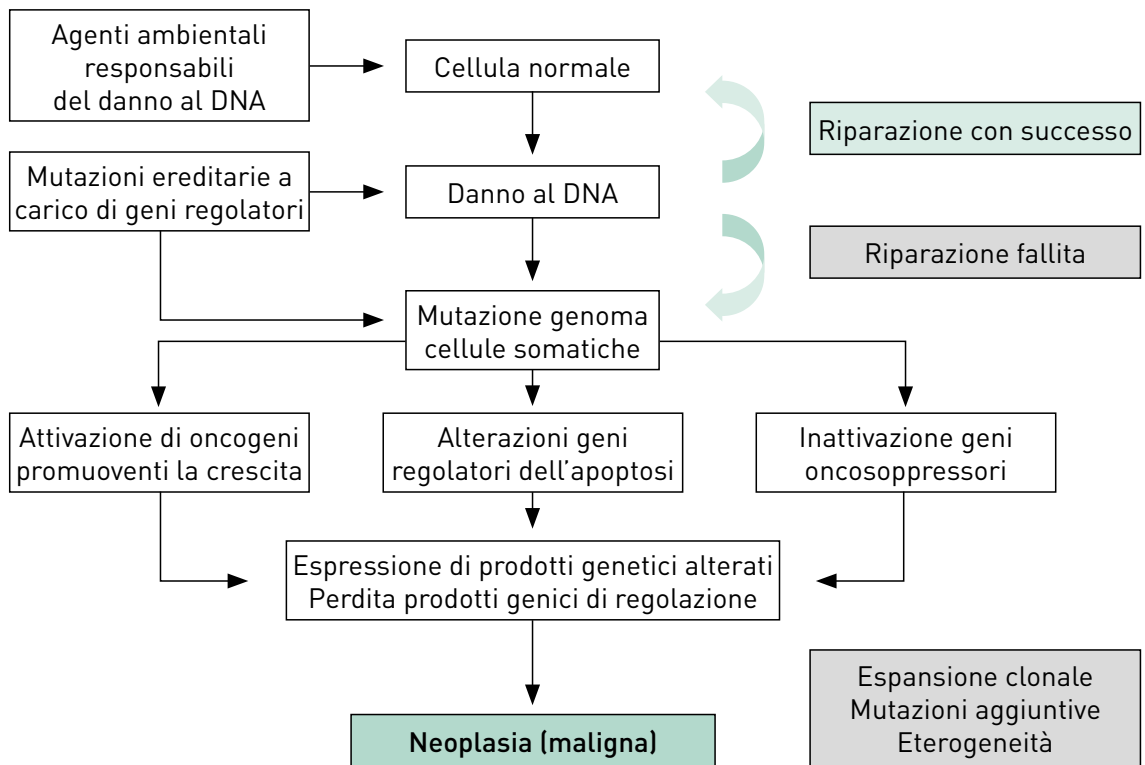 Agenti ambientali
responsabili
del danno al DNA
Cellula normale
Riparazione con successo
Mutazioni ereditarie a
carico di geni regolatori
Danno al DNA
Riparazione fallita
Mutazione genoma
cellule somatiche
Attivazione di oncogeni
promuoventi la crescita
Alterazioni geni
regolatori dell'apoptosi
Inattivazione geni
oncosoppressori
Espressione di prodotti genetici alterati
Perdita prodotti genici di regolazione
Espansione clonale
Mutazioni aggiuntive
Eterogeneità
Neoplasia (maligna)